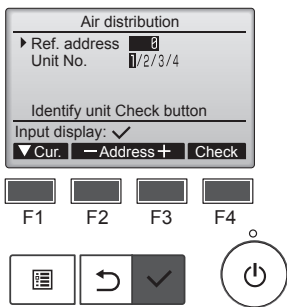 Air distribution
Ref. address 0
Unit No. 1/2/3/4
Identify unit Check button
Input display: ✓
▼ Cur. − Address + Check
F1 F2 F3 F4